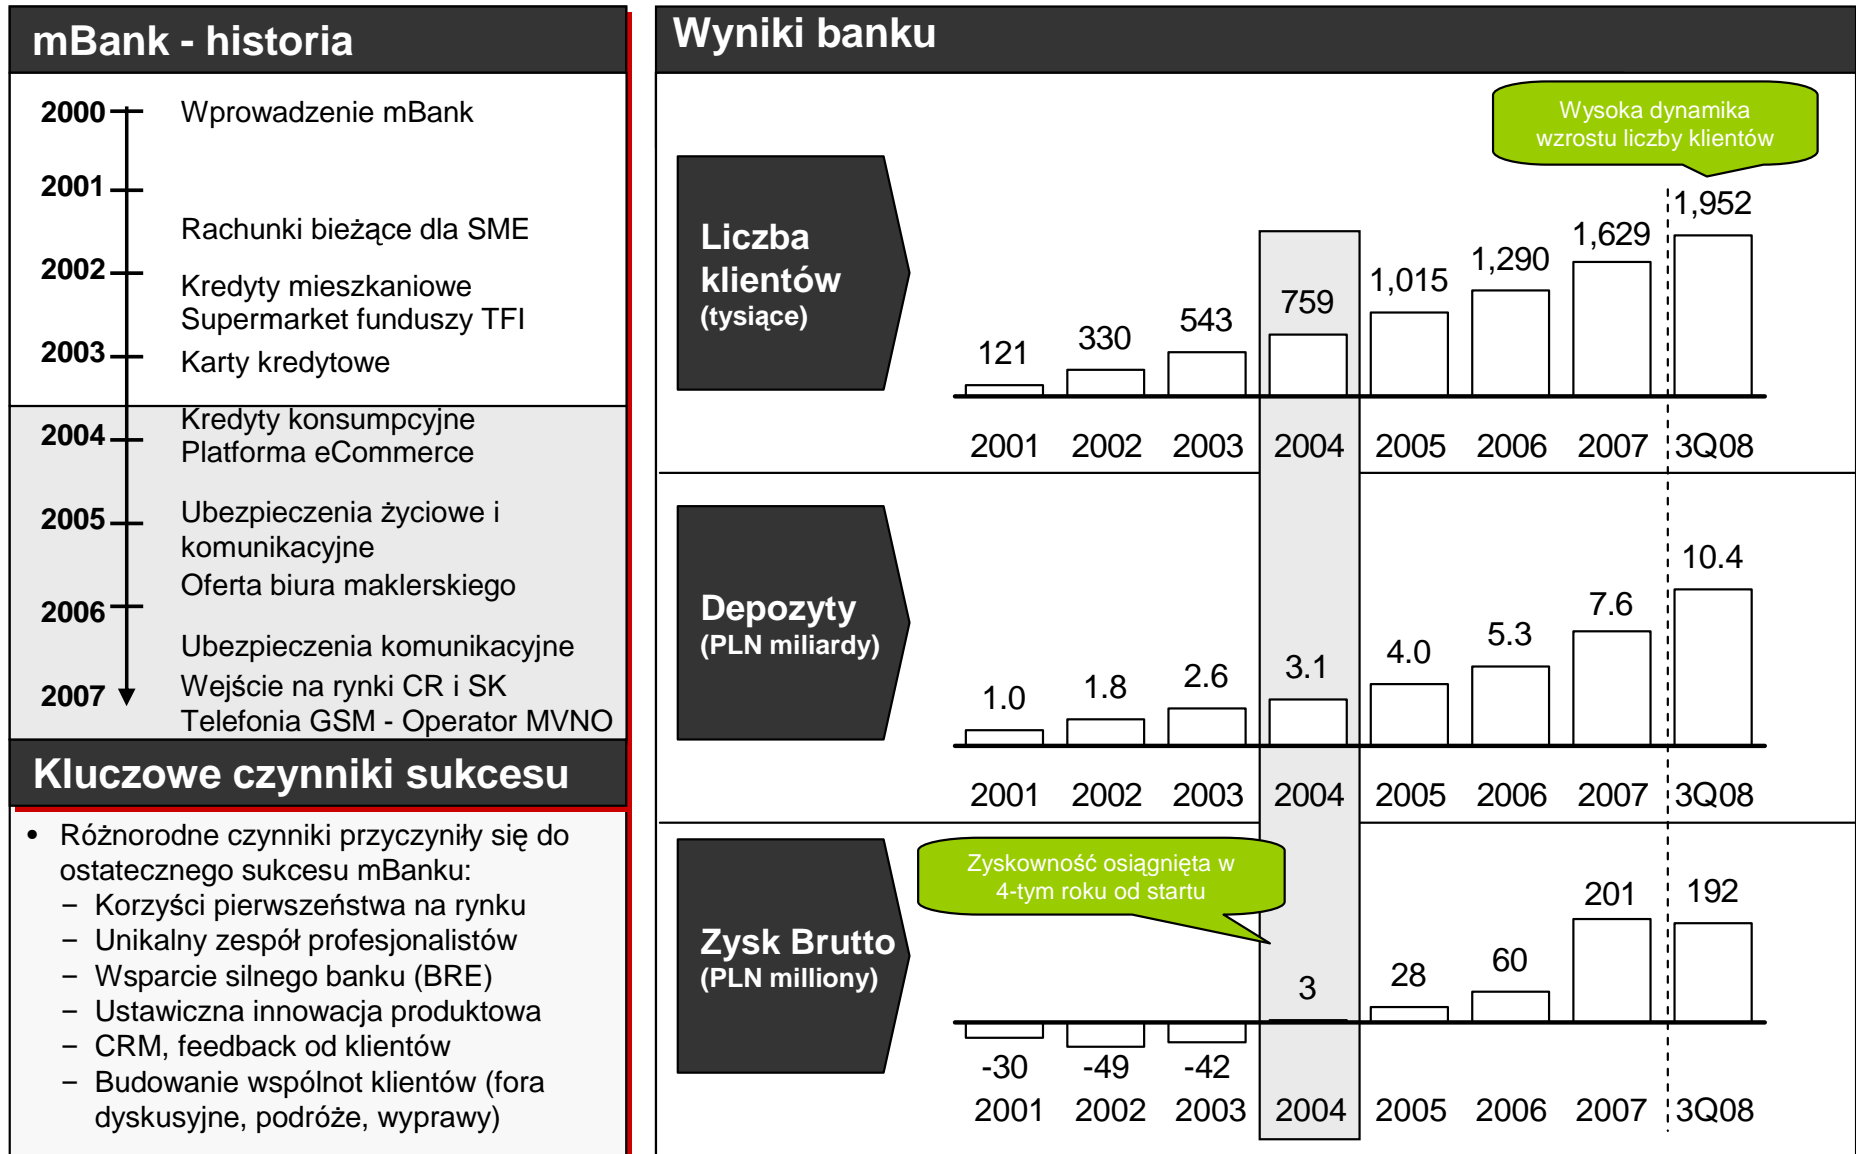 mBank - historia
2000
Wprowadzenie mBank
2001
Rachunki bieżące dla SME
2002
Kredyty mieszkaniowe
Supermarket funduszy TFI
2003
Karty kredytowe
Kredyty konsumpcyjne
2004
Platforma eCommerce
2005
Ubezpieczenia życiowe i
komunikacyjne
Oferta biura maklerskiego
2006
Ubezpieczenia komunikacyjne
2007
Wejście na rynki CR i SK
Telefonia GSM - Operator MVNO
Kluczowe czynniki sukcesu
• Różnorodne czynniki przyczyniły się do
ostatecznego sukcesu mBanku:
– Korzyści pierwszeństwa na rynku
– Unikalny zespół profesjonalistów
– Wsparcie silnego banku (BRE)
– Ustawiczna innowacja produktowa
– CRM, feedback od klientów
– Budowanie wspólnot klientów (fora
dyskusyjne, podróże, wyprawy)
Wyniki banku
Wysoka dynamika
wzrostu liczby klientów
Liczba
klientów
(tysiące)
121 330 543 759 1,015 1,290 1,629 1,952
2001 2002 2003 2004 2005 2006 2007 3Q08
Depozyty
(PLN miliardy)
1.0 1.8 2.6 3.1 4.0 5.3 7.6 10.4
2001 2002 2003 2004 2005 2006 2007 3Q08
Zyskowność osiągnięta w
4-tym roku od startu
Zysk Brutto
(PLN milliony)
-30 -49 -42 3 28 60 201 192
2001 2002 2003 2004 2005 2006 2007 3Q08